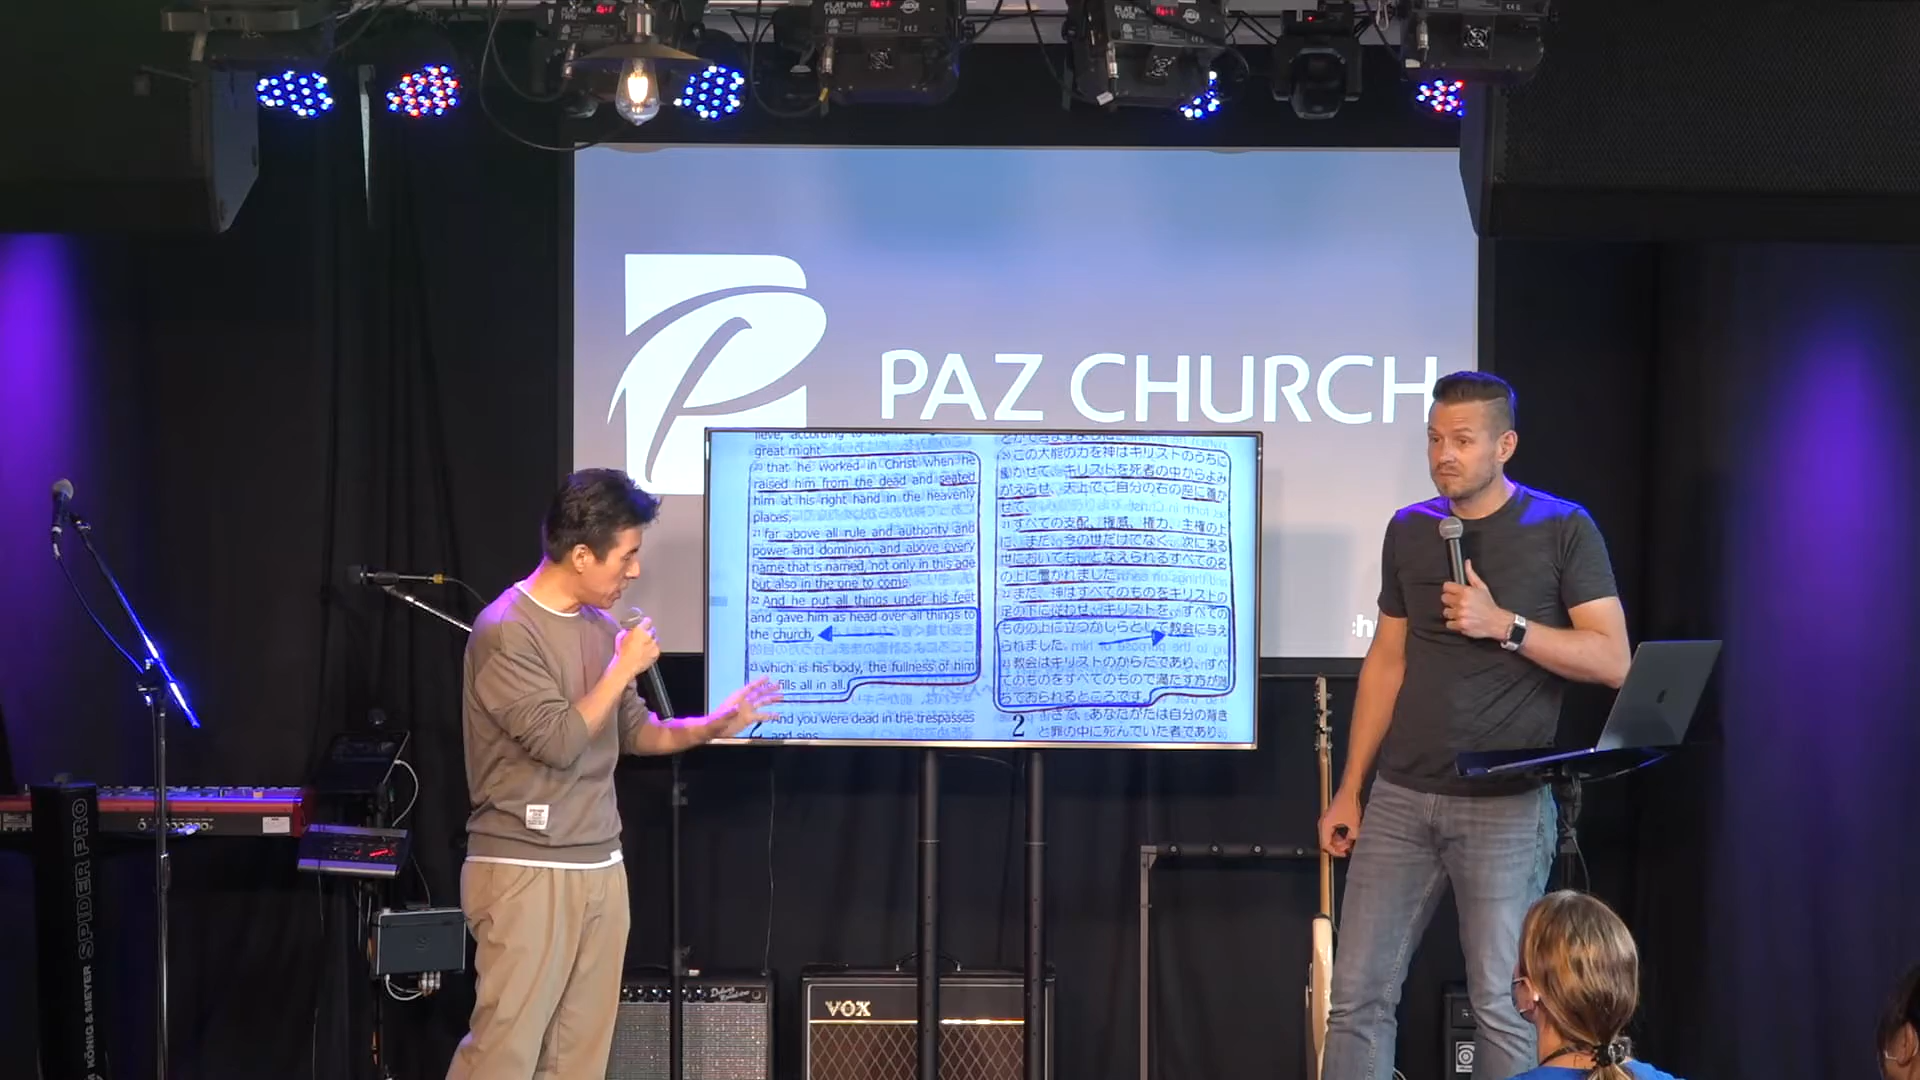 PAZ CHURCH
great might
20 that he worked in Christ when he
raised him from the dead and seated
him at his right hand in the heavenly
places,
21 far above all rule and authority and
power and dominion, and above every
name that is named, not only in this age
but also in the one to come.
22 And he put all things under his feet
and gave him as head over all things to
the church,
23 which is his body, the fullness of him
fills all in all.
2 And you were dead in the trespasses
and sins
20 この大能の力を神はキリストのうちに
働かせて、キリストを死者の中からよみ
がえらせ、天上でご自分の右の座に着か
せて、
21 すべての支配、権威、権力、主権の上
に、また、今の世だけでなく、次に来る
世においても、となえられるすべての名
の上に置かれました。
22 また、神はすべてのものをキリストの
足の下に従わせ、キリストを、すべての
ものの上に立つかしらとして教会に与え
られました。
23 教会はキリストのからだであり、すべ
てのものをすべてのもので満たす方が満
ちておられるところです。
2 さて、あなたがたは自分の背き
と罪の中に死んでいた者であり、
VOX
SPIDER PRO
KÖNIG & MEYER